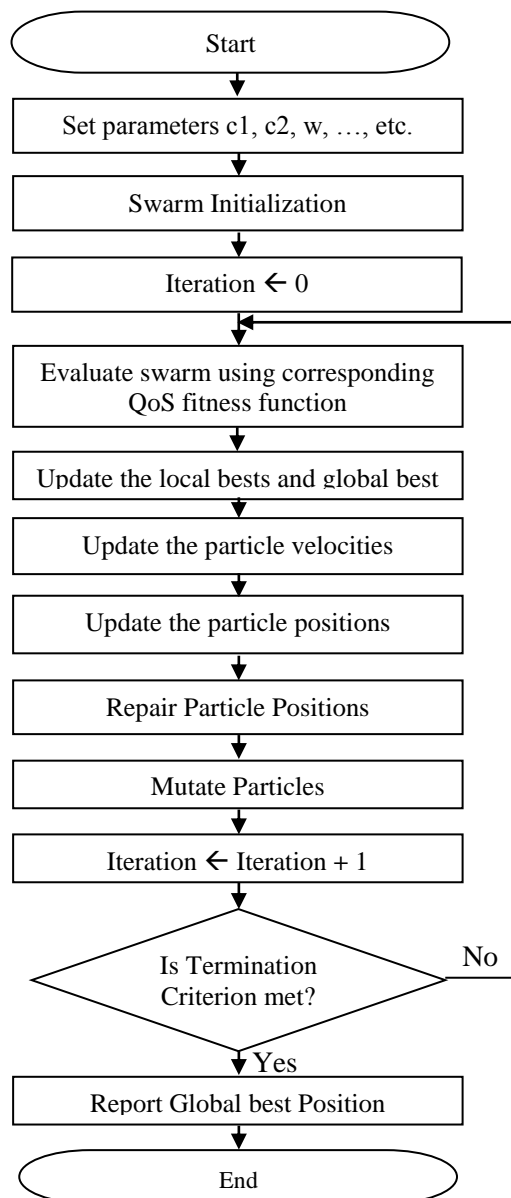 Start
Set parameters c1, c2, w, …, etc.
Swarm Initialization
Iteration ← 0
Evaluate swarm using corresponding
QoS fitness function
Update the local bests and global best
Update the particle velocities
Update the particle positions
Repair Particle Positions
Mutate Particles
Iteration ← Iteration + 1
Is Termination
Criterion met?
No
Yes
Report Global best Position
End